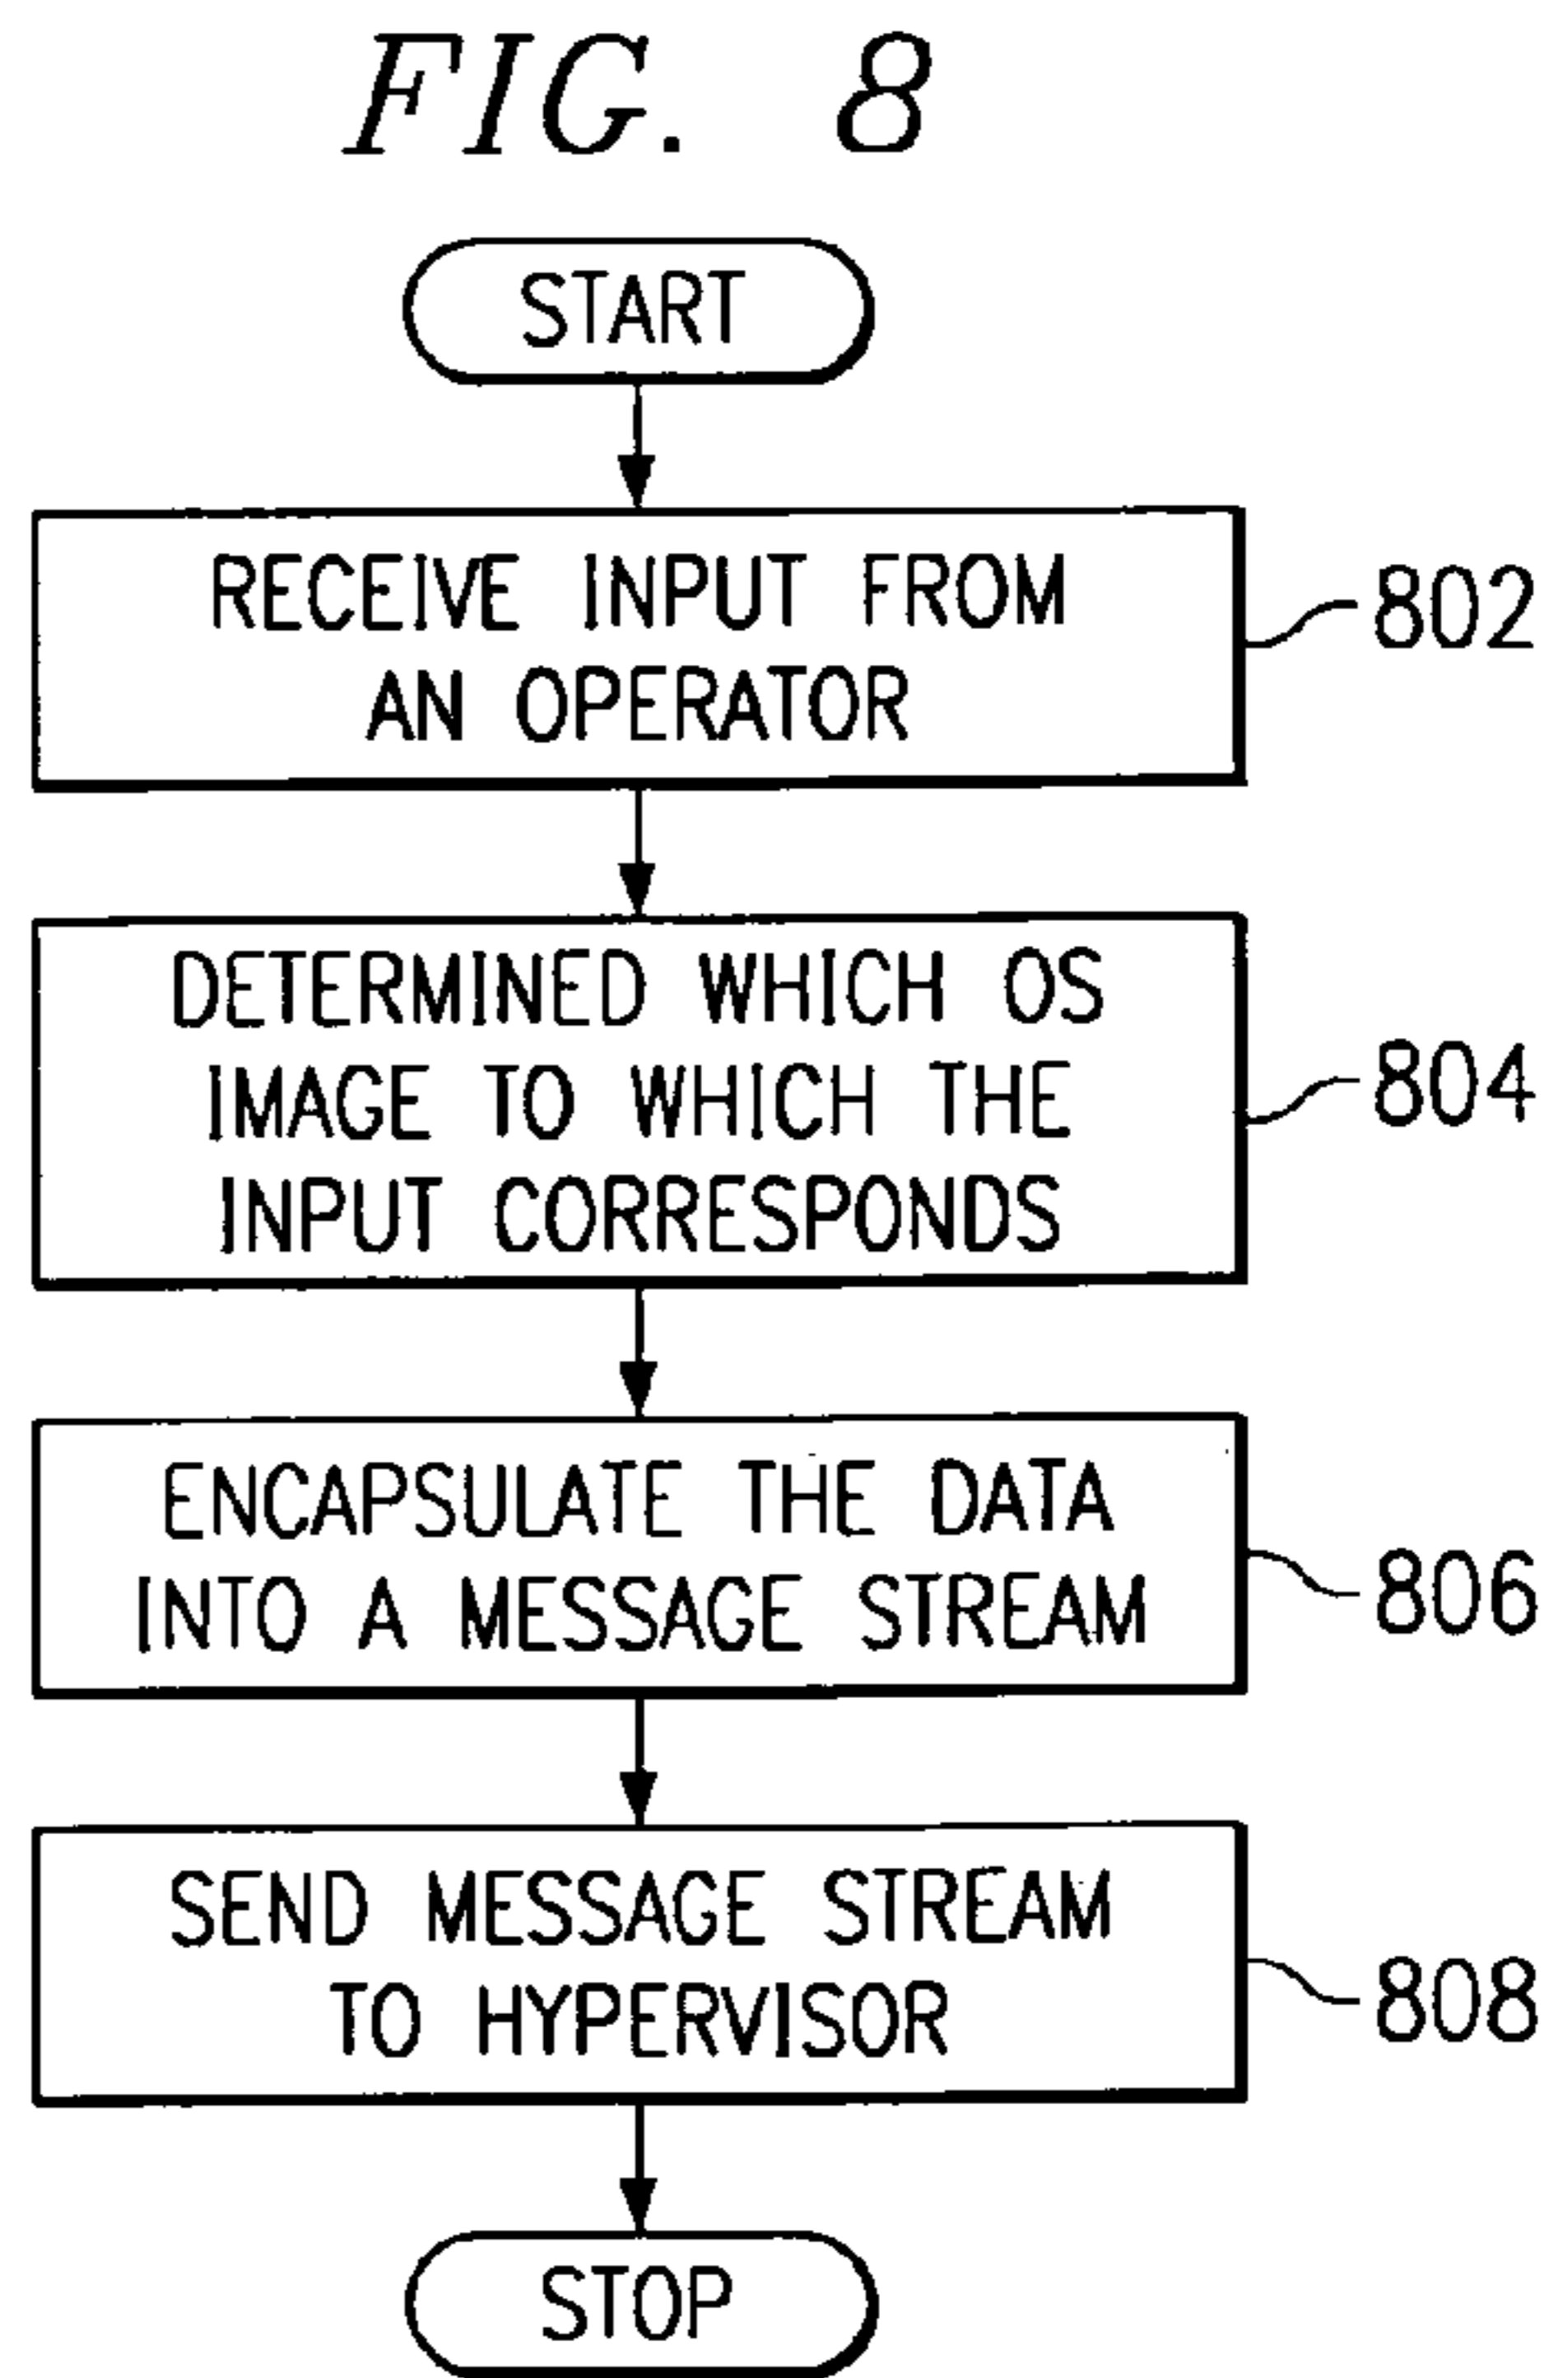 FIG. 8
START
RECEIVE INPUT FROM
AN OPERATOR
802
DETERMINED WHICH OS
IMAGE TO WHICH THE
INPUT CORRESPONDS
804
ENCAPSULATE THE DATA
INTO A MESSAGE STREAM
806
SEND MESSAGE STREAM
TO HYPERVISOR
808
STOP